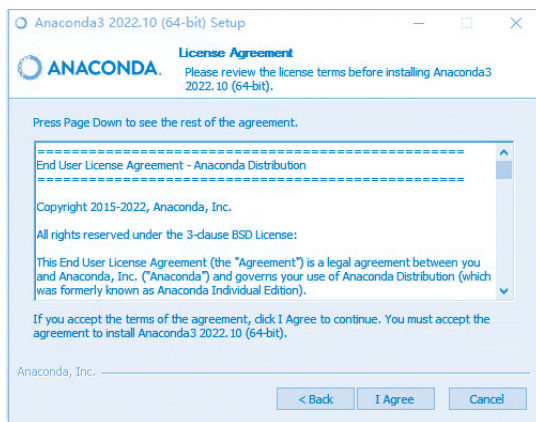 Anaconda3 2022.10 (64-bit) Setup
ANACONDA.
License Agreement
Please review the license terms before installing Anaconda3
2022.10 (64-bit).
Press Page Down to see the rest of the agreement.
=====================================================
End User License Agreement - Anaconda Distribution
=====================================================
Copyright 2015-2022, Anaconda, Inc.
All rights reserved under the 3-clause BSD License:
This End User License Agreement (the "Agreement") is a legal agreement between you
and Anaconda, Inc. ("Anaconda") and governs your use of Anaconda Distribution (which
was formerly known as Anaconda Individual Edition).
If you accept the terms of the agreement, click I Agree to continue. You must accept the
agreement to install Anaconda3 2022.10 (64-bit).
Anaconda, Inc.
< Back
I Agree
Cancel